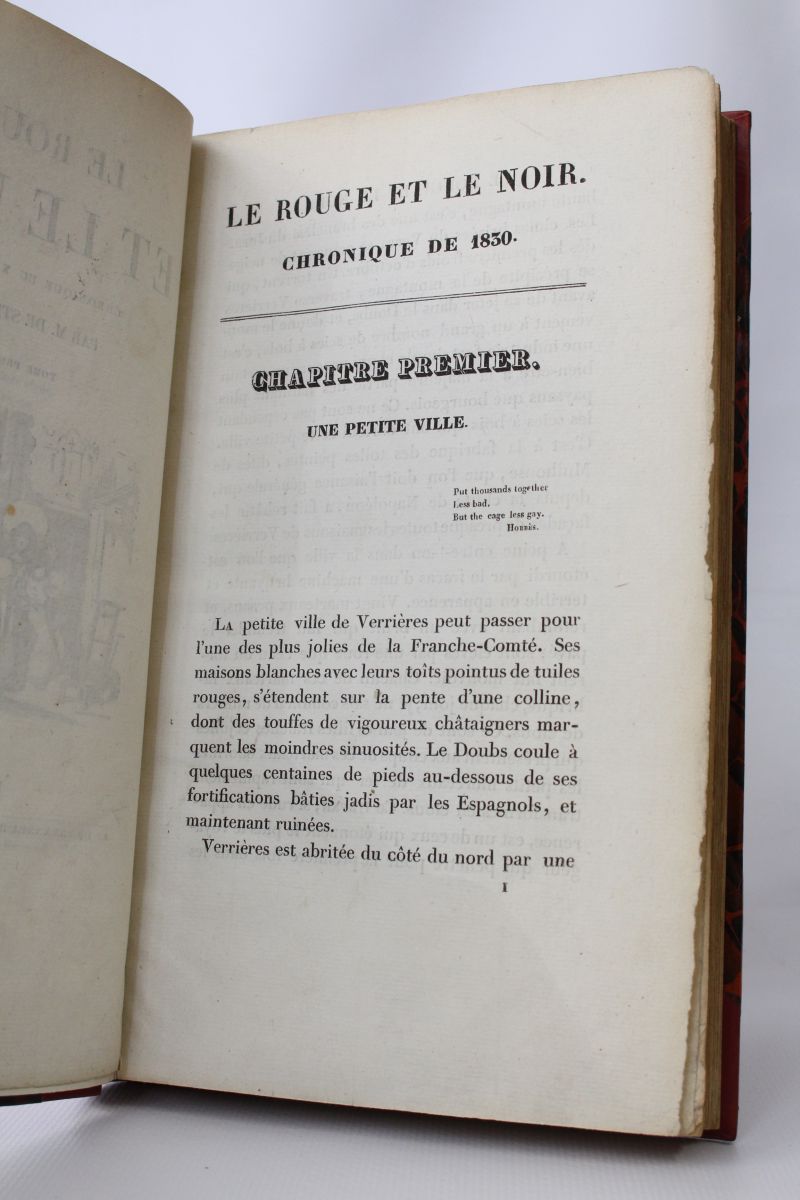 LE ROUGE ET LE NOIR.
CHRONIQUE DE 1830.
CHAPITRE PREMIER.
UNE PETITE VILLE.
Put thousands together
Less bad,
But the cage less gay.
HOBBES.
LA petite ville de Verrières peut passer pour
l'une des plus jolies de la Franche-Comté. Ses
maisons blanches avec leurs toîts pointus de tuiles
rouges, s'étendent sur la pente d'une colline,
dont des touffes de vigoureux châtaigners mar-
quent les moindres sinuosités. Le Doubs coule à
quelques centaines de pieds au-dessous de ses
fortifications bâties jadis par les Espagnols, et
maintenant ruinées.
Verrières est abritée du côté du nord par une
I